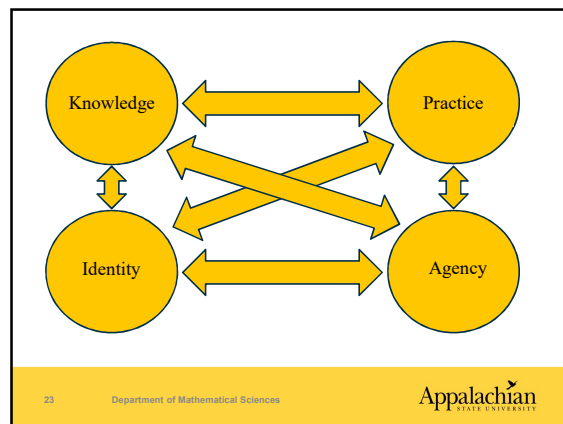 Knowledge
Practice
Identity
Agency
23
Department of Mathematical Sciences
Appalachian
STATE UNIVERSITY